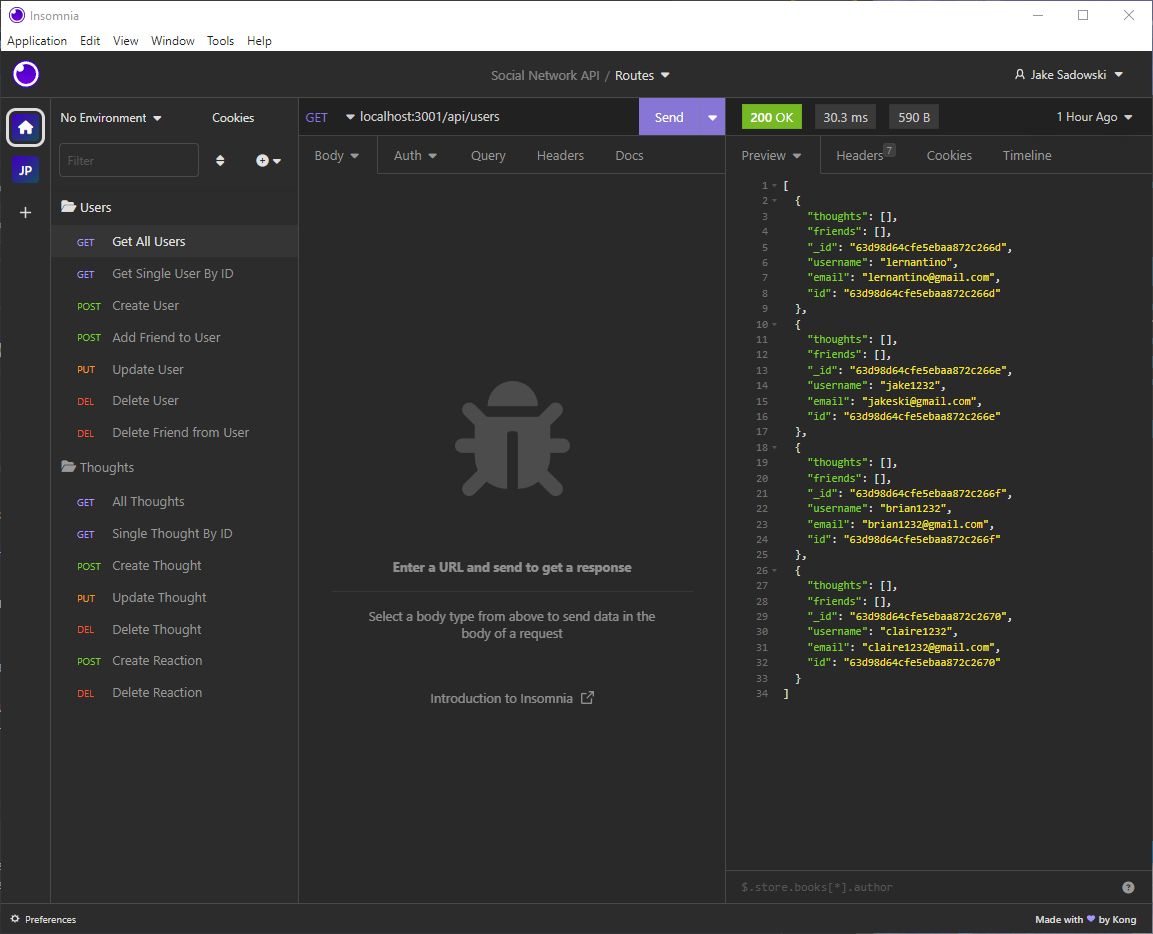 Insomnia
Application Edit View Window Tools Help
Social Network API / Routes
Jake Sadowski
No Environment
Cookies
JP
Filter
Users
GET Get All Users
GET Get Single User By ID
POST Create User
POST Add Friend to User
PUT Update User
DEL Delete User
DEL Delete Friend from User
Thoughts
GET All Thoughts
GET Single Thought By ID
POST Create Thought
PUT Update Thought
DEL Delete Thought
POST Create Reaction
DEL Delete Reaction
GET localhost:3001/api/users Send
Body Auth Query Headers Docs
Enter a URL and send to get a response
Select a body type from above to send data in the
body of a request
Introduction to Insomnia
200 OK 30.3 ms 590 B 1 Hour Ago
Preview Headers 7 Cookies Timeline
1 [
2 {
3 "thoughts": [],
4 "friends": [],
5 "_id": "63d98d64cfe5ebaa872c266d",
6 "username": "lernantino",
7 "email": "lernantino@gmail.com",
8 "id": "63d98d64cfe5ebaa872c266d"
9 },
10 {
11 "thoughts": [],
12 "friends": [],
13 "_id": "63d98d64cfe5ebaa872c266e",
14 "username": "jake1232",
15 "email": "jakeski@gmail.com",
16 "id": "63d98d64cfe5ebaa872c266e"
17 },
18 {
19 "thoughts": [],
20 "friends": [],
21 "_id": "63d98d64cfe5ebaa872c266f",
22 "username": "brian1232",
23 "email": "brian1232@gmail.com",
24 "id": "63d98d64cfe5ebaa872c266f"
25 },
26 {
27 "thoughts": [],
28 "friends": [],
29 "_id": "63d98d64cfe5ebaa872c2670",
30 "username": "claire1232",
31 "email": "claire1232@gmail.com",
32 "id": "63d98d64cfe5ebaa872c2670"
33 }
34 ]
$.store.books[*].author
Preferences
Made with ♥ by Kong